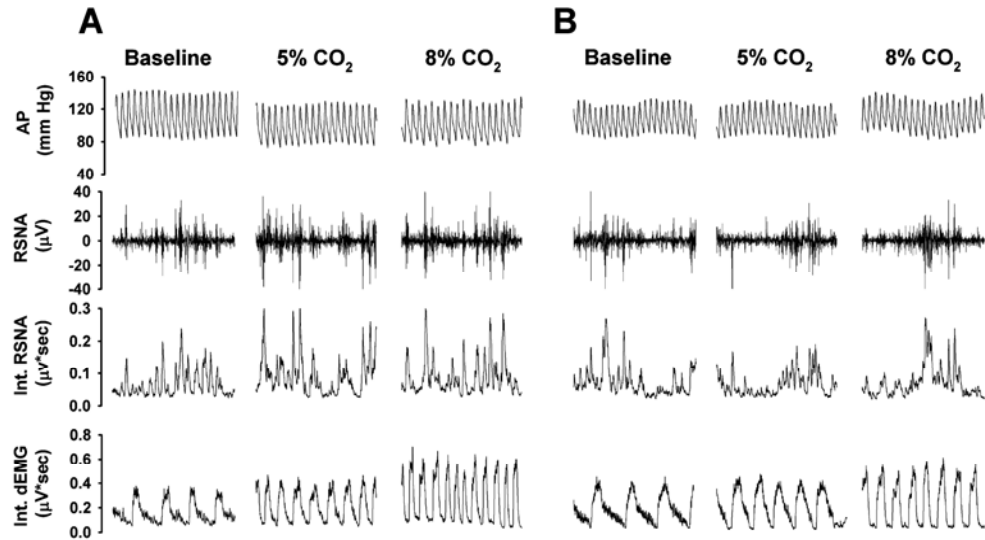 A B
Baseline 5% CO₂ 8% CO₂ Baseline 5% CO₂ 8% CO₂
AP
(mm Hg)
160
120
80
40
RSNA
(µV)
40
20
0
-20
-40
Int. RSNA
(µv*sec)
0.3
0.2
0.1
0.0
Int. dEMG
(µV*sec)
0.8
0.6
0.4
0.2
0.0